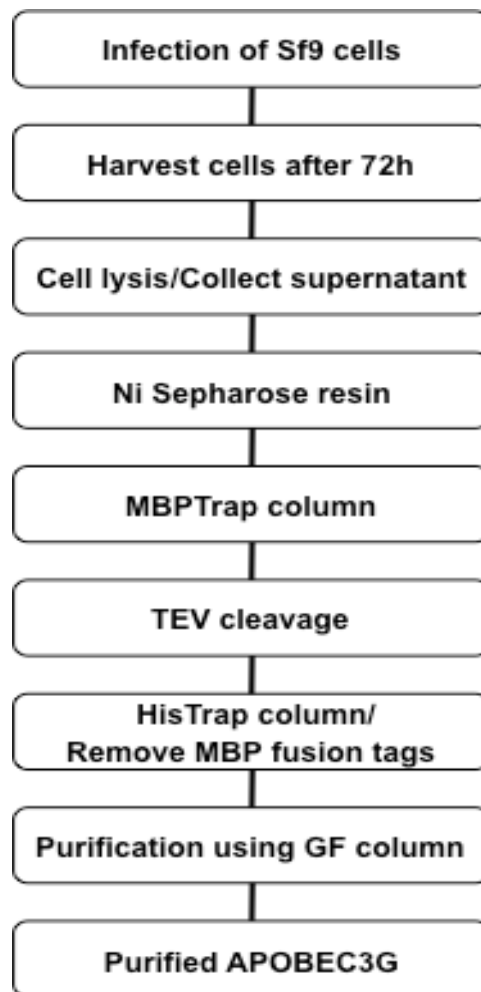 Infection of Sf9 cells
Harvest cells after 72h
Cell lysis/Collect supernatant
Ni Sepharose resin
MBPTrap column
TEV cleavage
HisTrap column/
Remove MBP fusion tags
Purification using GF column
Purified APOBEC3G